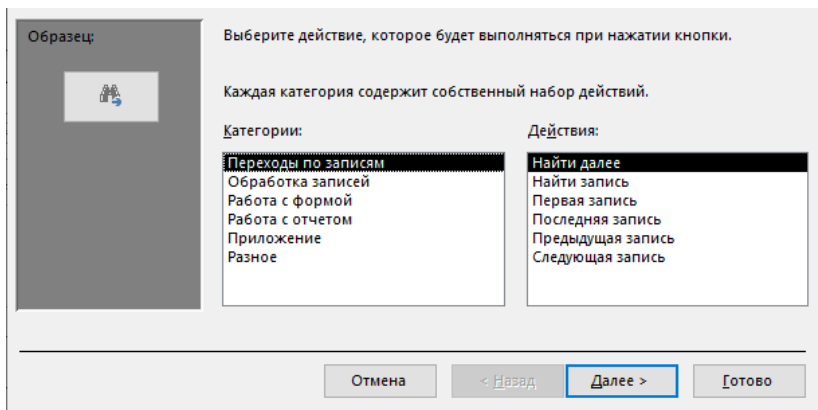 Образец:
Выберите действие, которое будет выполняться при нажатии кнопки.
Каждая категория содержит собственный набор действий.
Категории:
Действия:
Переходы по записям
Обработка записей
Работа с формой
Работа с отчетом
Приложение
Разное
Найти далее
Найти запись
Первая запись
Последняя запись
Предыдущая запись
Следующая запись
Отмена
< Назад
Далее >
Готово